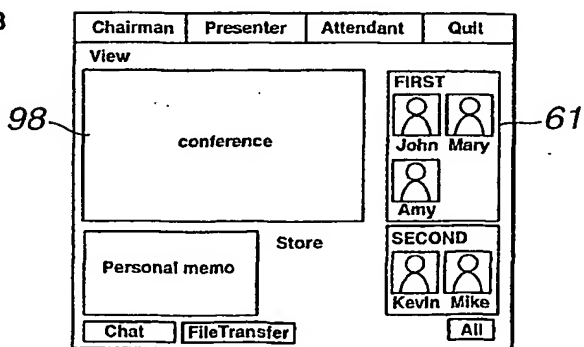 Chairman Presenter Attendant Quit
View
98
conference
FIRST
61
John Mary
Amy
Personal memo
Store
SECOND
Kevin Mike
Chat FileTransfer All